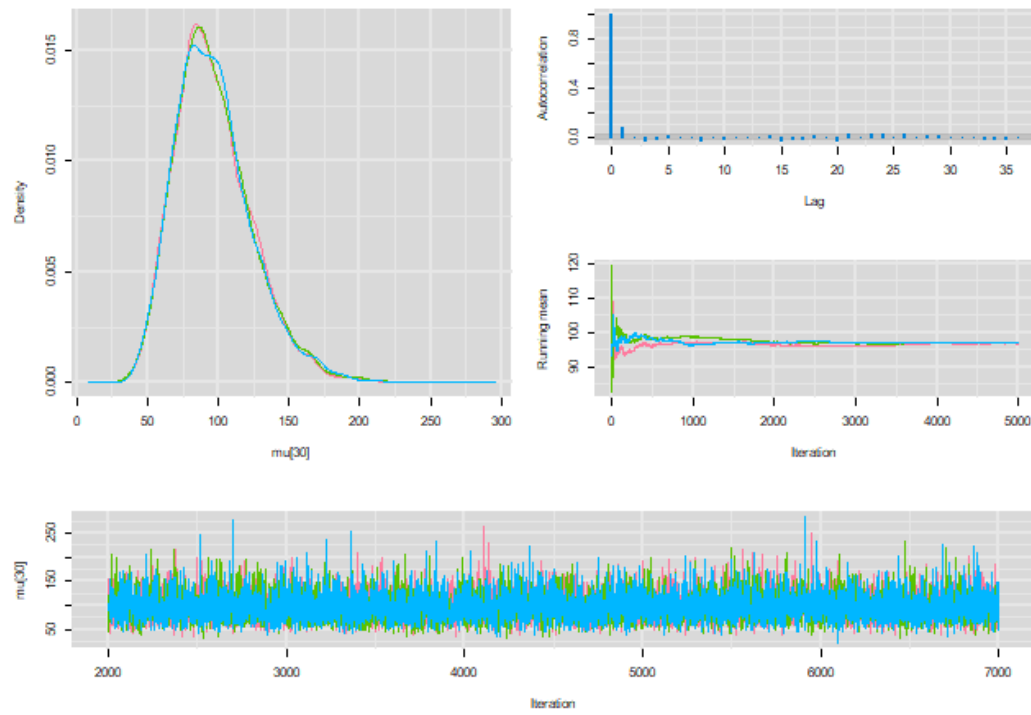 Density
0.000
0.005
0.010
0.015
0 50 100 150 200 250 300
mu[30]
Autocorrelation
0.0
0.4
0.8
0 5 10 15 20 25 30 35
Lag
Running mean
90
100
110
120
0 1000 2000 3000 4000 5000
Iteration
mu[30]
50
150
250
2000 3000 4000 5000 6000 7000
Iteration